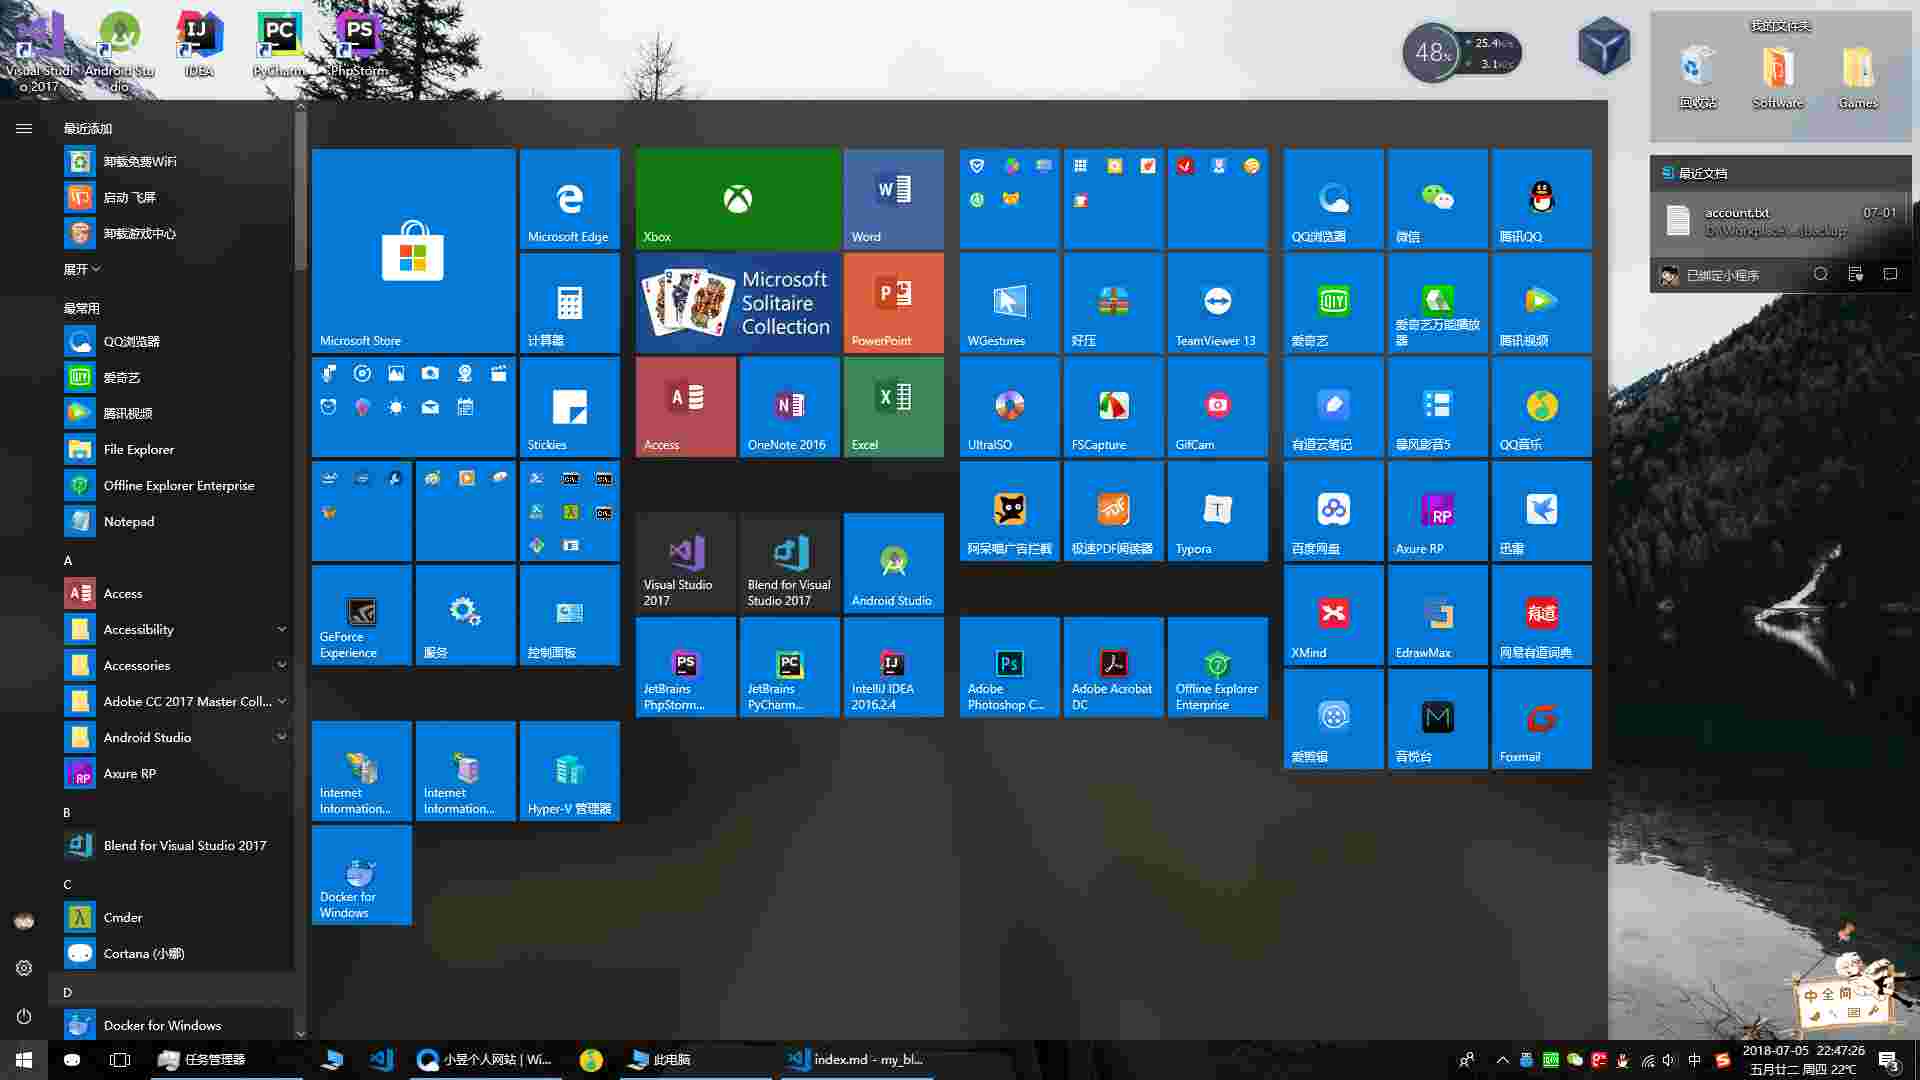 Visual Studi
o 2017
Android Stu
dio
IDEA
PyCharm
PhpStorm
48%
25.4K/s
3.1K/s
我的文件夹
回收站
Software
Games
最近文档
account.txt
07-01
D:\Workplace\...\backup
已绑定小程序
最近添加
卸载免费WiFi
启动 飞屏
卸载游戏中心
展开
最常用
QQ浏览器
爱奇艺
腾讯视频
File Explorer
Offline Explorer Enterprise
Notepad
A
Access
Accessibility
Accessories
Adobe CC 2017 Master Coll...
Android Studio
Axure RP
B
Blend for Visual Studio 2017
C
Cmder
Cortana (小娜)
D
Docker for Windows
Microsoft Store
Microsoft Edge
计算器
Stickies
GeForce
Experience
服务
控制面板
Internet
Information...
Internet
Information...
Hyper-V 管理器
Docker for
Windows
Xbox
Word
Microsoft
Solitaire
Collection
PowerPoint
Access
OneNote 2016
Excel
Visual Studio
2017
Blend for Visual
Studio 2017
Android Studio
JetBrains
PhpStorm...
JetBrains
PyCharm...
IntelliJ IDEA
2016.2.4
WGestures
好压
TeamViewer 13
UltraISO
FSCapture
GifCam
阿呆喵广告拦截
极速PDF阅读器
Typora
Adobe
Photoshop C...
Adobe Acrobat
DC
Offline Explorer
Enterprise
QQ浏览器
微信
腾讯QQ
爱奇艺
爱奇艺万能播放
器
腾讯视频
有道云笔记
暴风影音5
QQ音乐
百度网盘
Axure RP
迅雷
XMind
EdrawMax
网易有道词典
爱剪辑
音悦台
Foxmail
中 全 简
任务管理器
小昱个人网站 | Wi...
此电脑
index.md - my_bl...
中
2018-07-05 22:47:26
五月廿二 周四 22℃
3